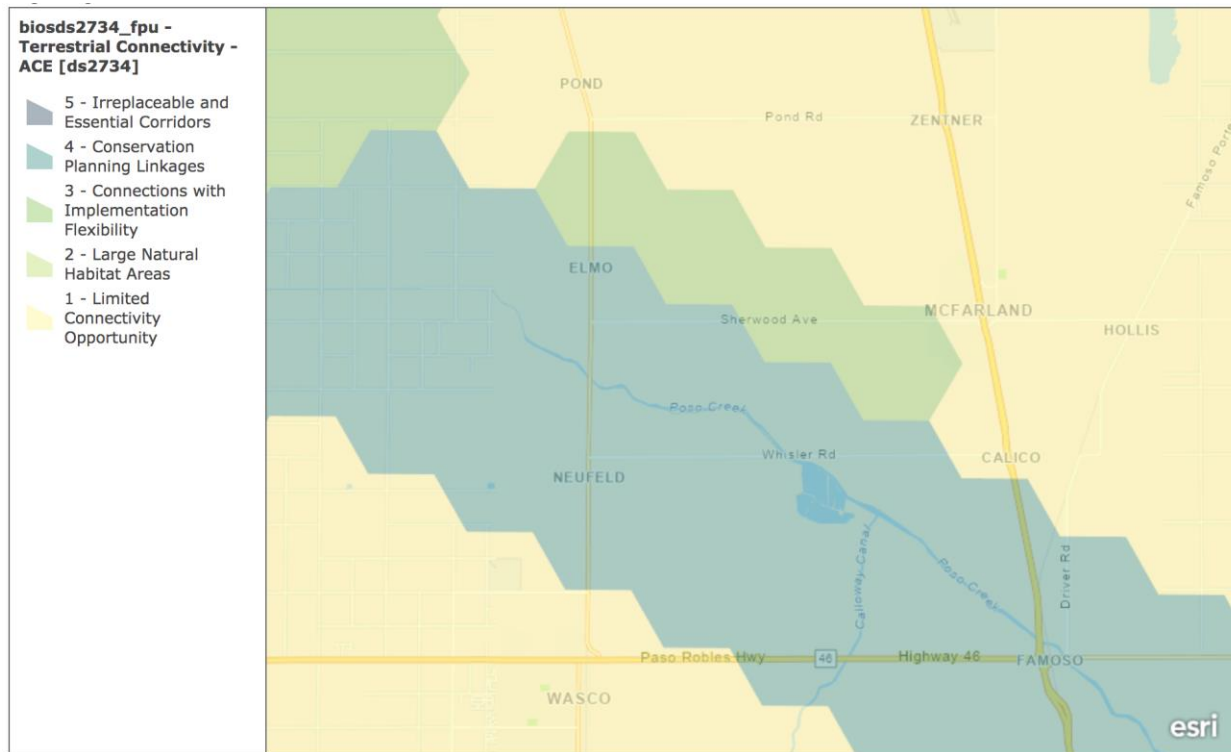 biosds2734_fpu -
Terrestrial Connectivity -
ACE [ds2734]
5 - Irreplaceable and
Essential Corridors
4 - Conservation
Planning Linkages
3 - Connections with
Implementation
Flexibility
2 - Large Natural
Habitat Areas
1 - Limited
Connectivity
Opportunity
POND
Pond Rd
ZENTNER
Famoso Porte
ELMO
Sherwood Ave
MCFARLAND
HOLLIS
Poso Creek
Whisler Rd
CALICO
NEUFELD
Calloway Canal
Poso Creek
Driver Rd
Paso Robles Hwy
46
Highway 46
FAMOSO
WASCO
esri